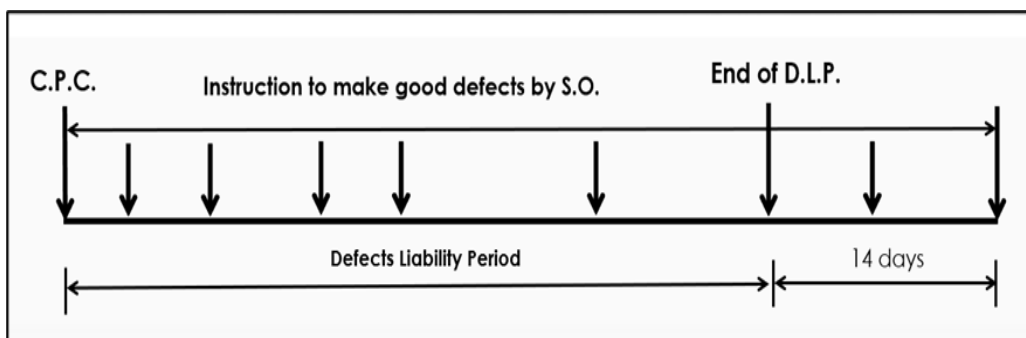 C.P.C.
Instruction to make good defects by S.O.
End of D.L.P.
Defects Liability Period
14 days